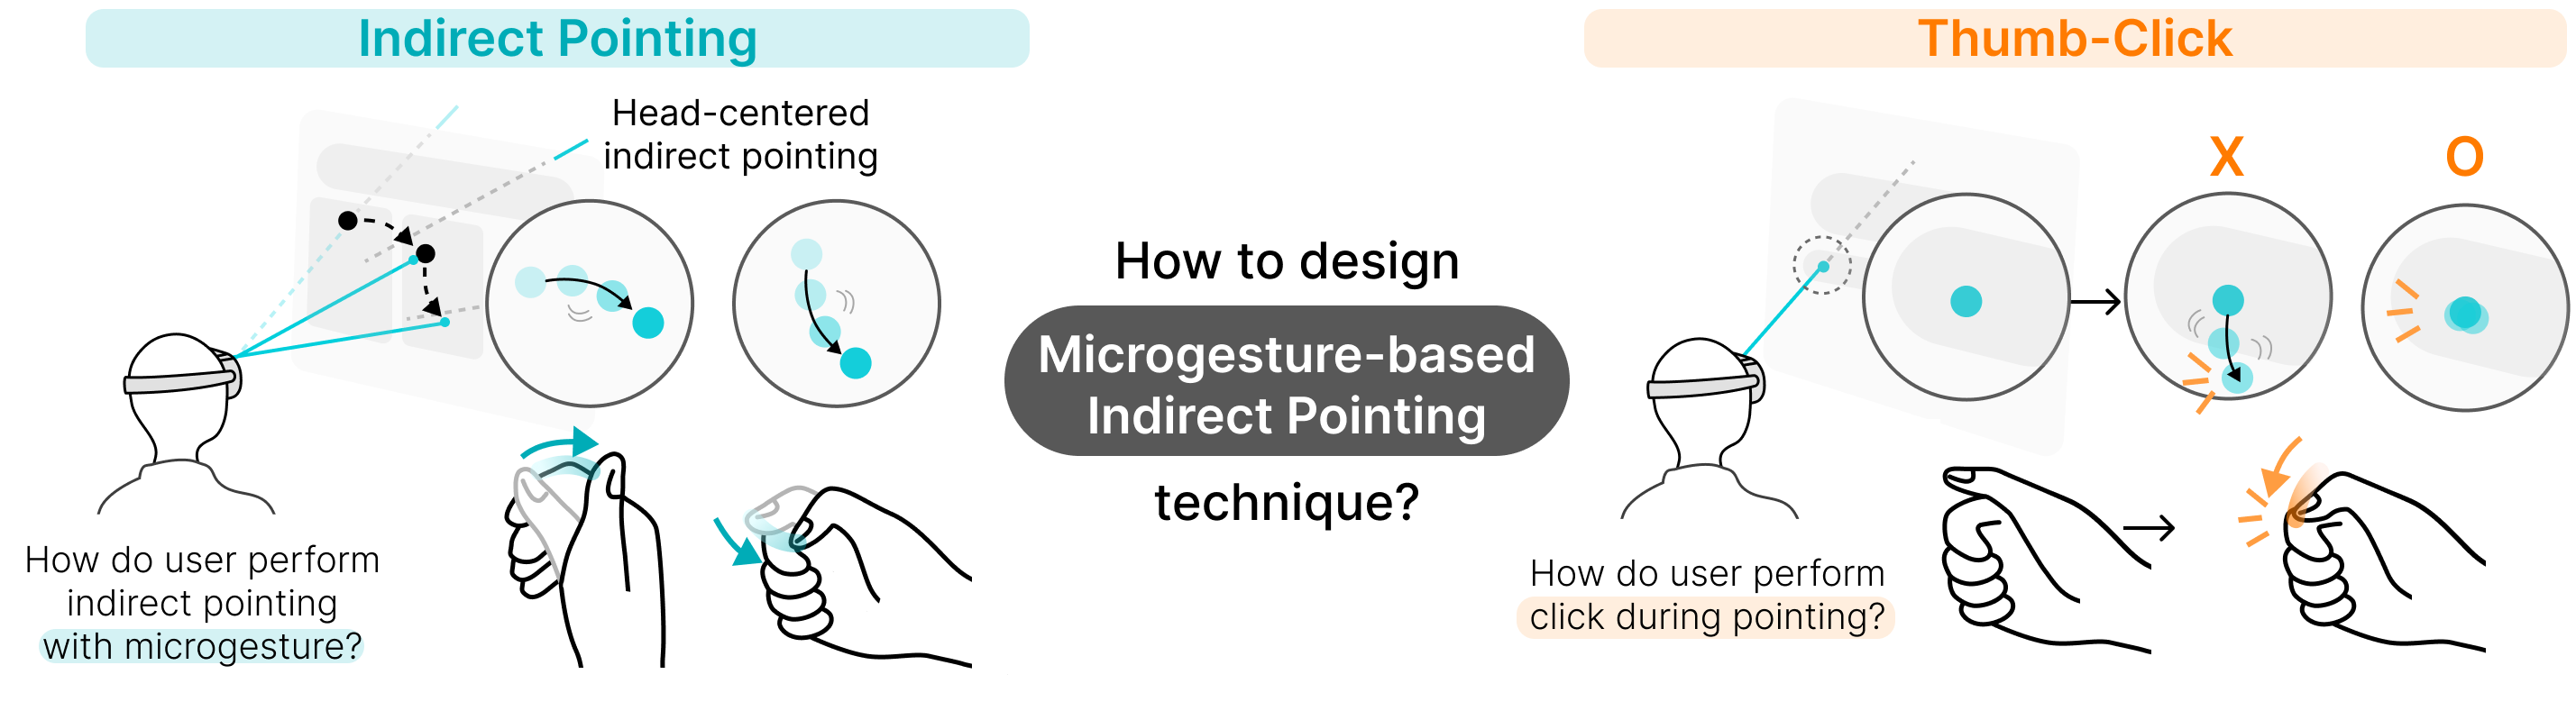 Indirect Pointing
Head-centered
indirect pointing
How do user perform
indirect pointing
with microgesture?
How to design
Microgesture-based
Indirect Pointing
technique?
Thumb-Click
X
O
How do user perform
click during pointing?